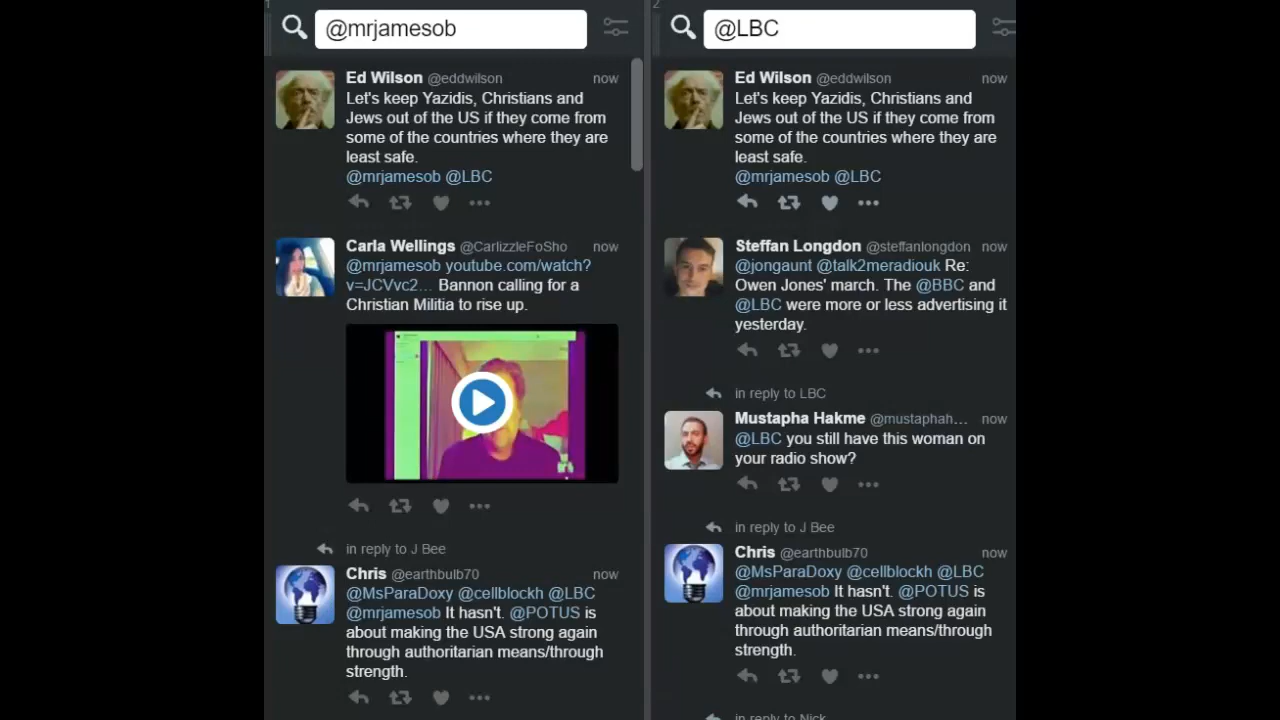 1
@mrjamesob
Ed Wilson @eddwilson now
Let's keep Yazidis, Christians and
Jews out of the US if they come from
some of the countries where they are
least safe.
@mrjamesob @LBC
Carla Wellings @CarlizzleFoSho now
@mrjamesob youtube.com/watch?
v=JCVvc2... Bannon calling for a
Christian Militia to rise up.
in reply to J Bee
Chris @earthbulb70 now
@MsParaDoxy @cellblockh @LBC
@mrjamesob It hasn't. @POTUS is
about making the USA strong again
through authoritarian means/through
strength.
2
@LBC
Ed Wilson @eddwilson now
Let's keep Yazidis, Christians and
Jews out of the US if they come from
some of the countries where they are
least safe.
@mrjamesob @LBC
Steffan Longdon @steffanlongdon now
@jongaunt @talk2meradiouk Re:
Owen Jones' march. The @BBC and
@LBC were more or less advertising it
yesterday.
in reply to LBC
Mustapha Hakme @mustaphah... now
@LBC you still have this woman on
your radio show?
in reply to J Bee
Chris @earthbulb70 now
@MsParaDoxy @cellblockh @LBC
@mrjamesob It hasn't. @POTUS is
about making the USA strong again
through authoritarian means/through
strength.
in reply to Nick